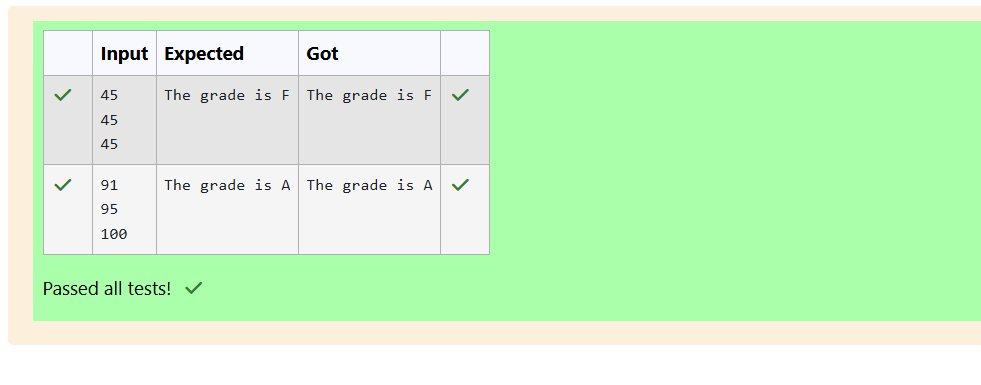 Input Expected Got
45 The grade is F The grade is F
45
45
91 The grade is A The grade is A
95
100
Passed all tests!